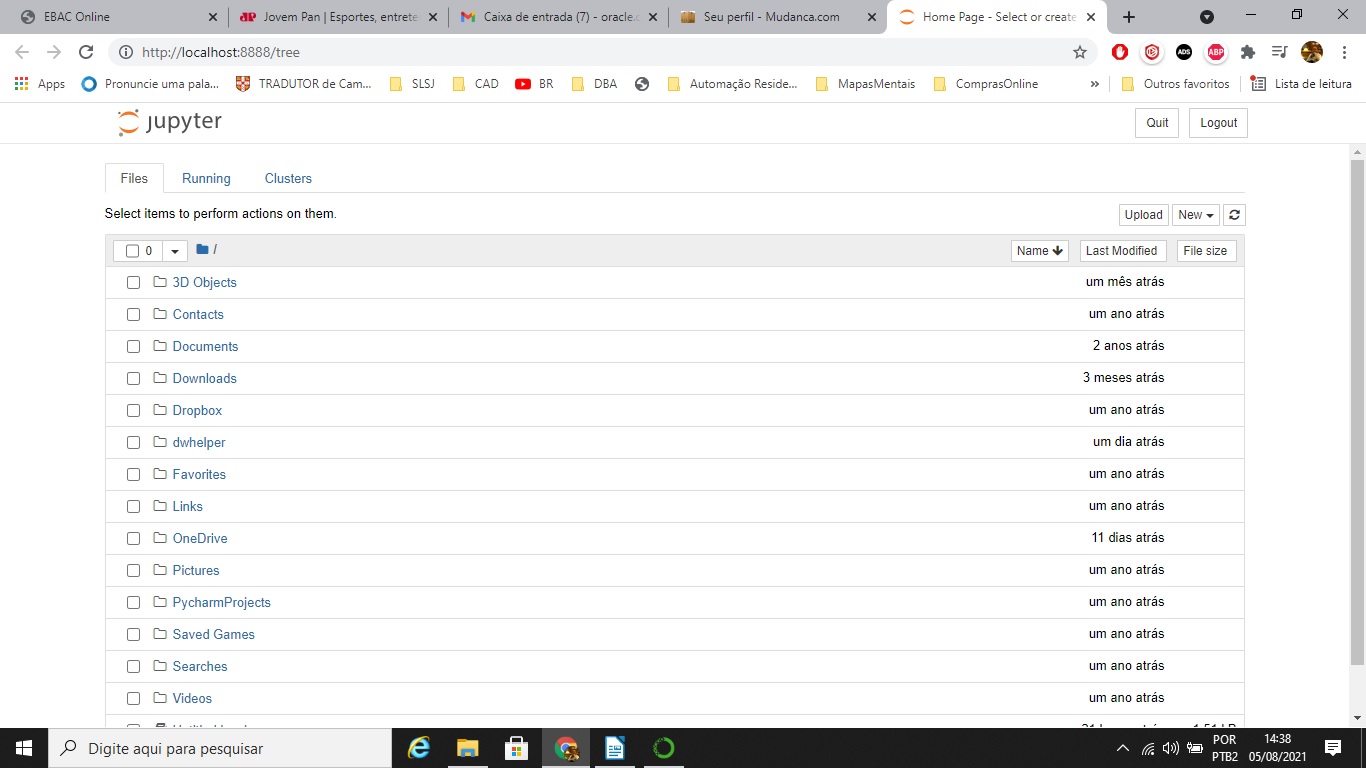 EBAC Online
Jovem Pan | Esportes, entrete
Caixa de entrada (7) - oracle.c
Seu perfil - Mudanca.com
Home Page - Select or create
http://localhost:8888/tree
ADS
ABP
Apps
Pronuncie uma pala...
TRADUTOR de Cam...
SLSJ
CAD
BR
DBA
Automação Reside...
MapasMentais
ComprasOnline
»
Outros favoritos
Lista de leitura
jupyter
Quit
Logout
Files
Running
Clusters
Select items to perform actions on them.
Upload
New
0
/
Name
Last Modified
File size
3D Objects
um mês atrás
Contacts
um ano atrás
Documents
2 anos atrás
Downloads
3 meses atrás
Dropbox
um ano atrás
dwhelper
um dia atrás
Favorites
um ano atrás
Links
um ano atrás
OneDrive
11 dias atrás
Pictures
um ano atrás
PycharmProjects
um ano atrás
Saved Games
um ano atrás
Searches
um ano atrás
Videos
um ano atrás
Digite aqui para pesquisar
POR
PTB2
14:38
05/08/2021